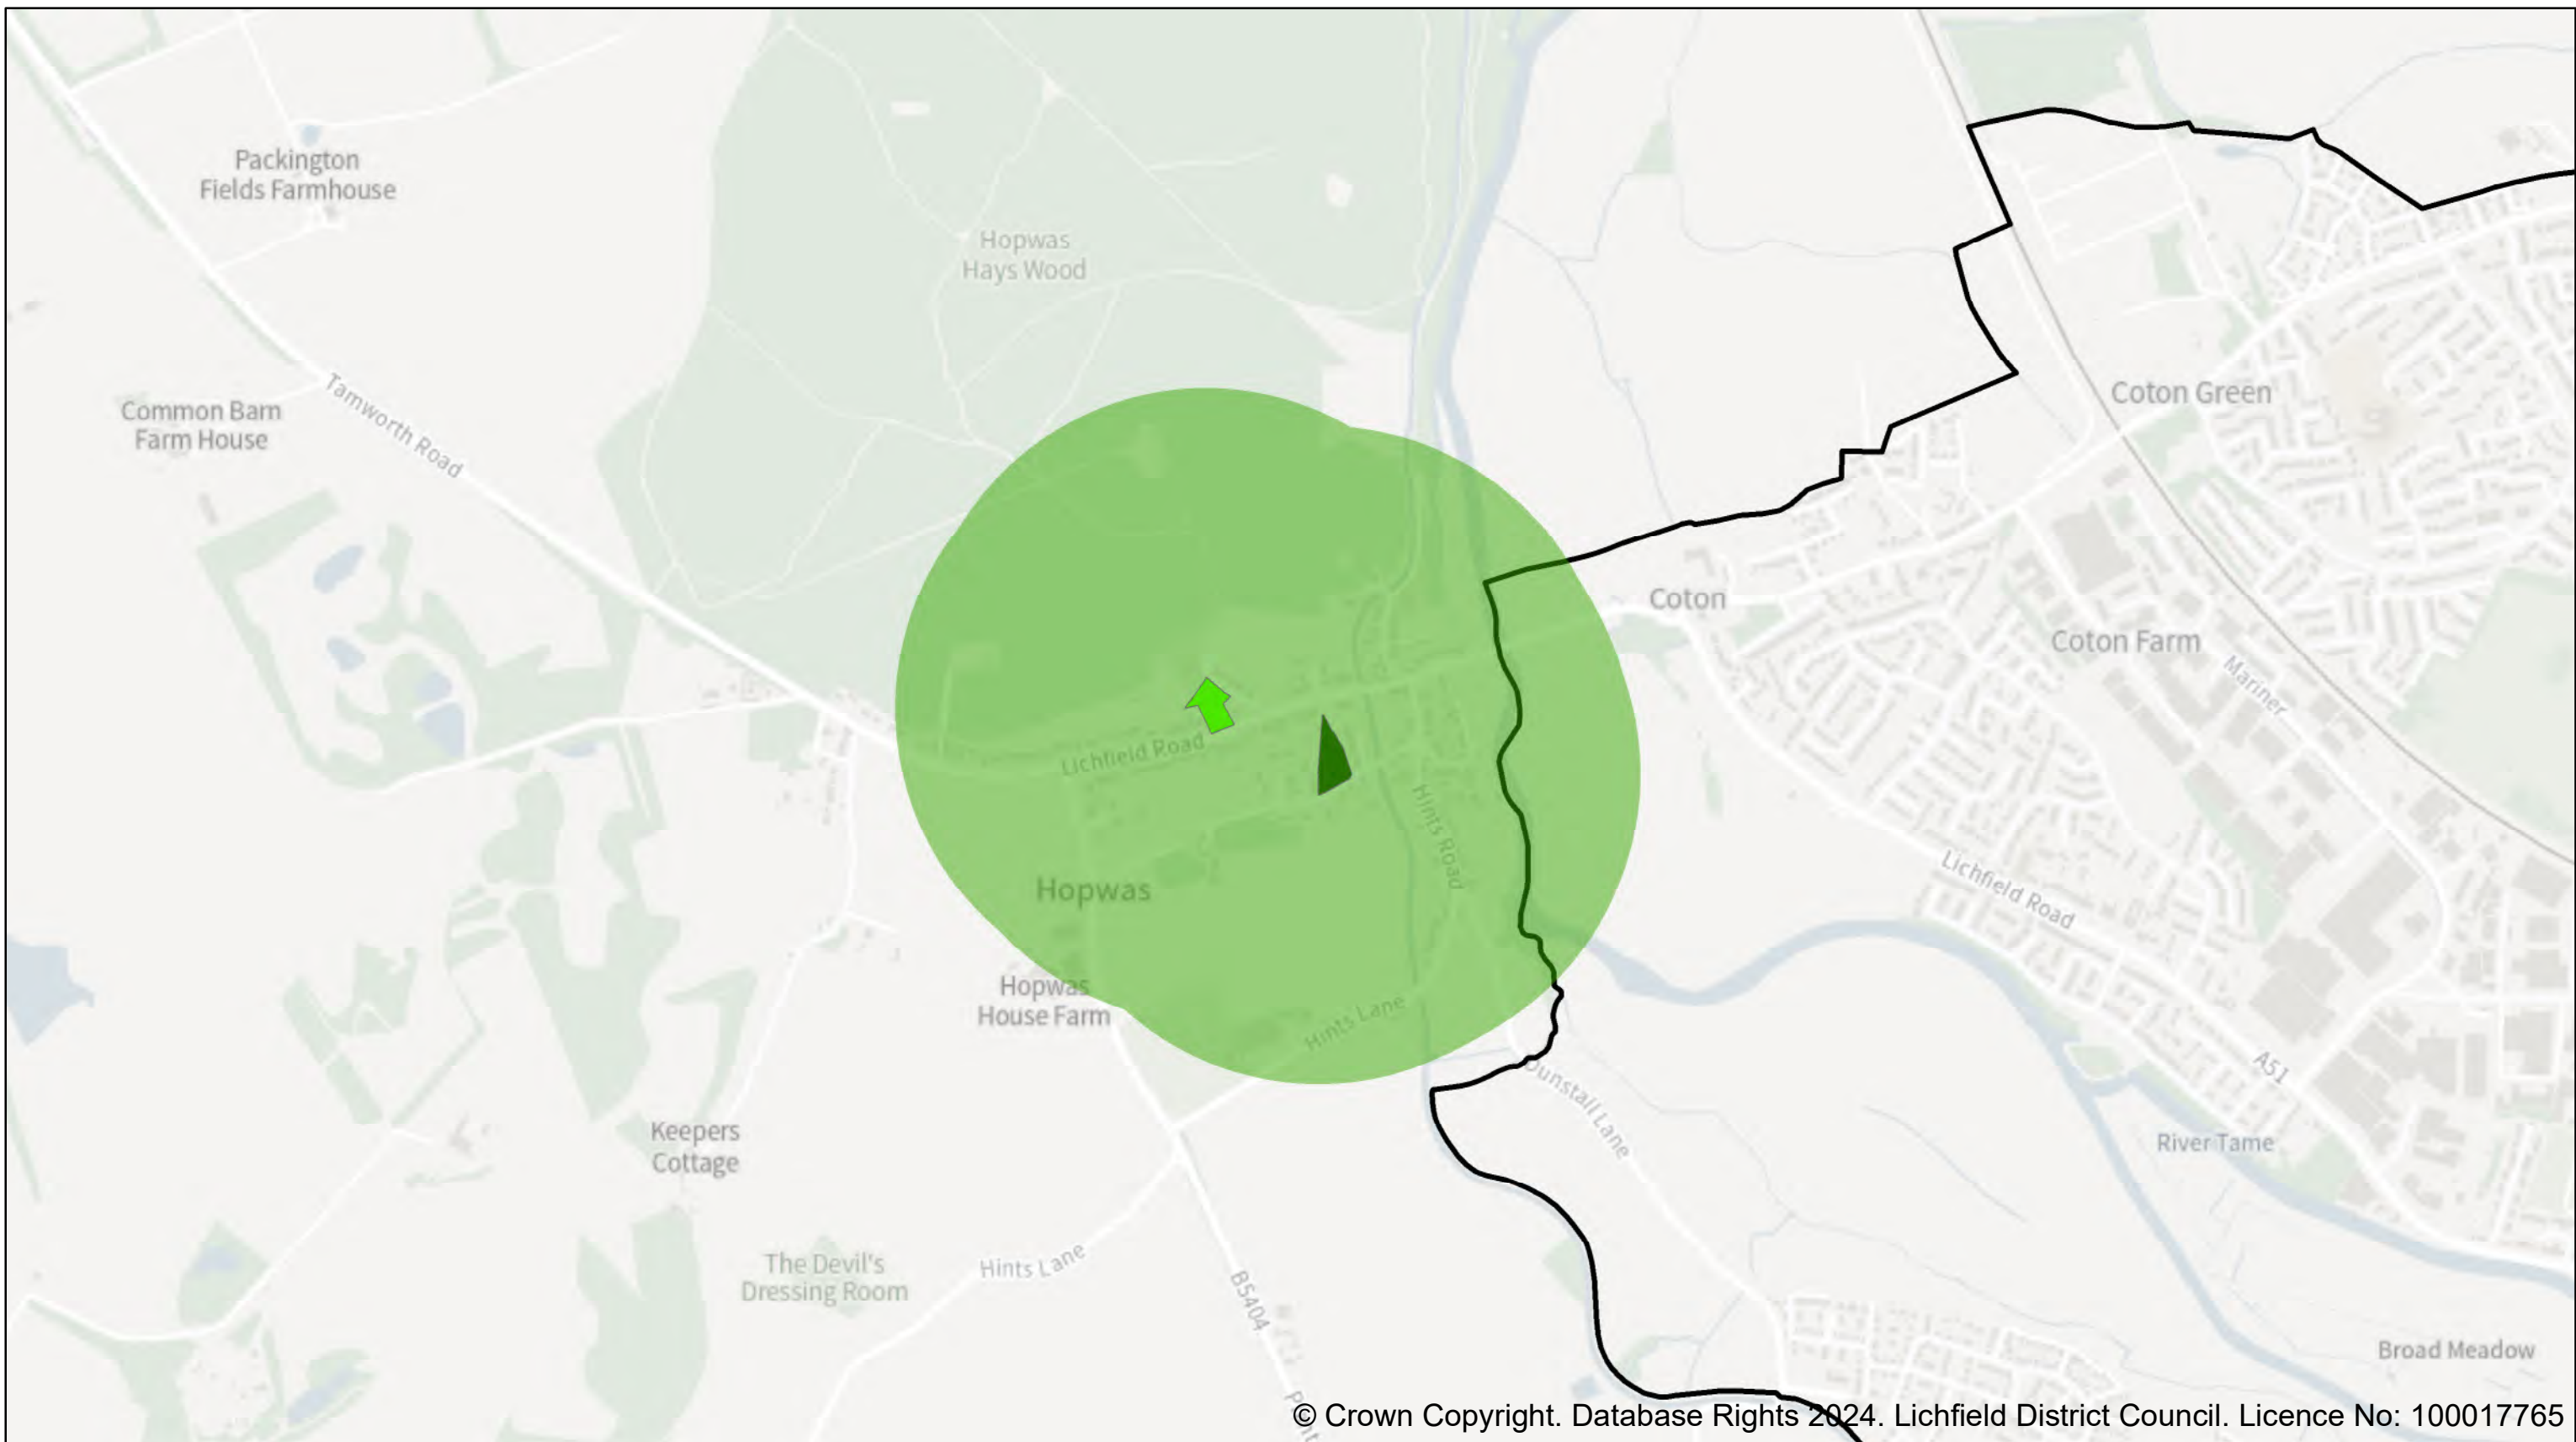 Packington
Fields Farmhouse
Hopwas
Hays Wood
Tamworth Road
Common Barn
Farm House
Coton Green
Coton
Coton Farm
Mariner
Lichfield Road
Hints Road
Hopwas
Lichfield Road
Hopwas
House Farm
Hints Lane
Dunstall Lane
A51
River Tame
Keepers
Cottage
The Devil's
Dressing Room
Hints Lane
B5404
Broad Meadow
© Crown Copyright. Database Rights 2024. Lichfield District Council. Licence No: 100017765